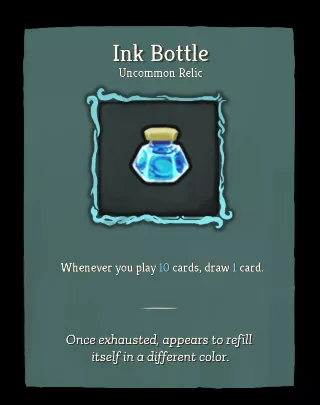 Ink Bottle
Uncommon Relic
Whenever you play 10 cards, draw 1 card.
Once exhausted, appears to refill
itself in a different color.